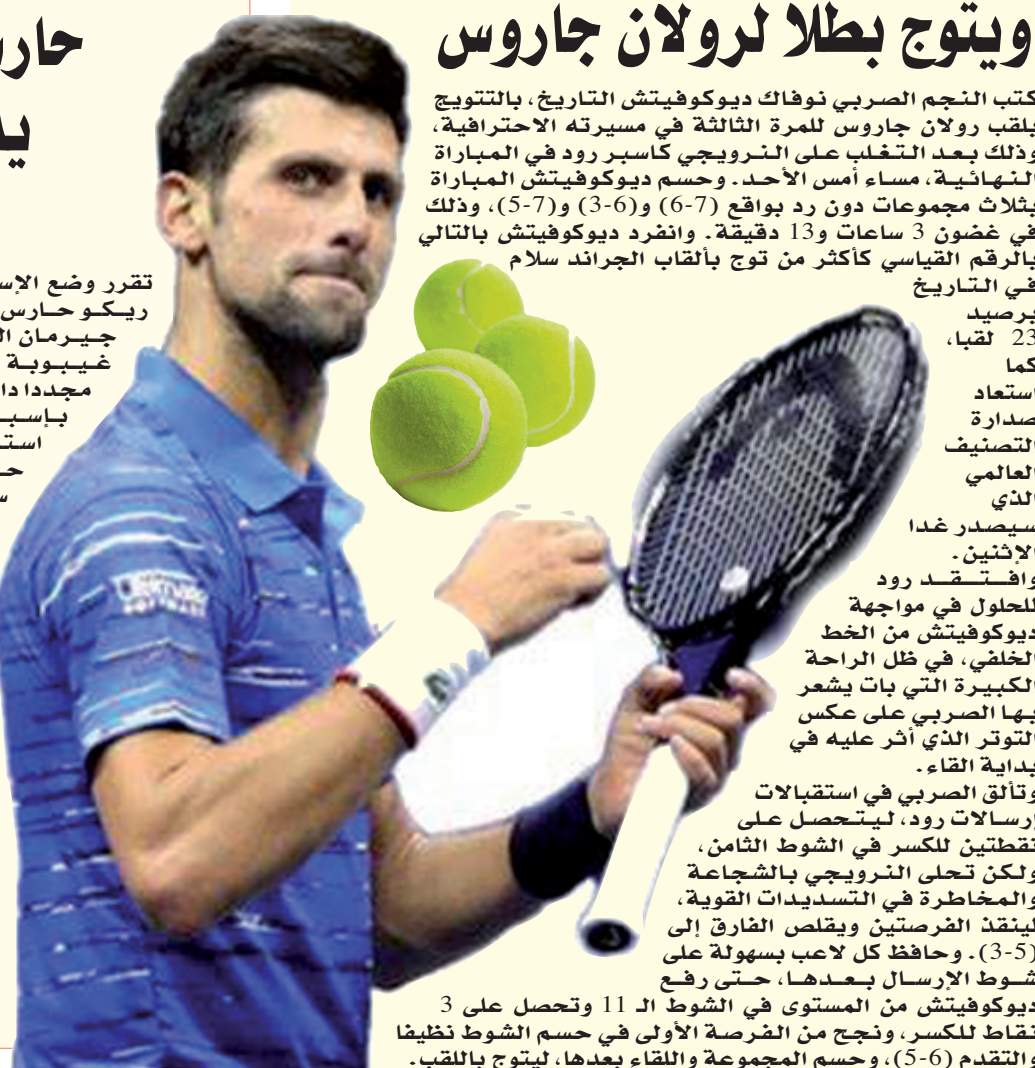 ويتوج بطلا لرولان جاروس
كتب النجم الصربي نوفاك ديوكوفيتش التاريخ، بالتتويج
بلقب رولان جاروس للمرة الثالثة في مسيرته الاحترافية،
وذلك بعد التغلب على النرويجي كاسبر رود في المباراة
النهائية، مساء أمس الأحد. وحسم ديوكوفيتش المباراة
بثلاث مجموعات دون رد بواقع (7-6) و(6-3) و(7-5)، وذلك
في غضون 3 ساعات و13 دقيقة. وانفرد ديوكوفيتش بالتالي
بالرقم القياسي كأكثر من توج بألقاب الجراند سلام
في التاريخ
برصيد
23 لقبا،
كما
استعاد
صدارة
التصنيف
العالمي
الذي
سيصدر غدا
الإثنين.
وافتقد رود
للحلول في مواجهة
ديوكوفيتش من الخط
الخلفي، في ظل الراحة
الكبيرة التي بات يشعر
بها الصربي على عكس
التوتر الذي أثر عليه في
بداية القاء.
وتألق الصربي في استقبالات
إرسالات رود، ليتحصل على
نقطتين للكسر في الشوط الثامن،
ولكن تحلى النرويجي بالشجاعة
والمخاطرة في التسديدات القوية،
لينقذ الفرصتين ويقلص الفارق إلى
(5-3). وحافظ كل لاعب بسهولة على
شوط الإرسال بعدها، حتى رفع
ديوكوفيتش من المستوى في الشوط الـ 11 وتحصل على 3
نقاط للكسر، ونجح من الفرصة الأولى في حسم الشوط نظيفا
والتقدم (6-5)، وحسم المجموعة واللقاء بعدها، ليتوج باللقب.
تقرر وضع
ريكو حارس
جيرمان
غيبوبة
مجددا